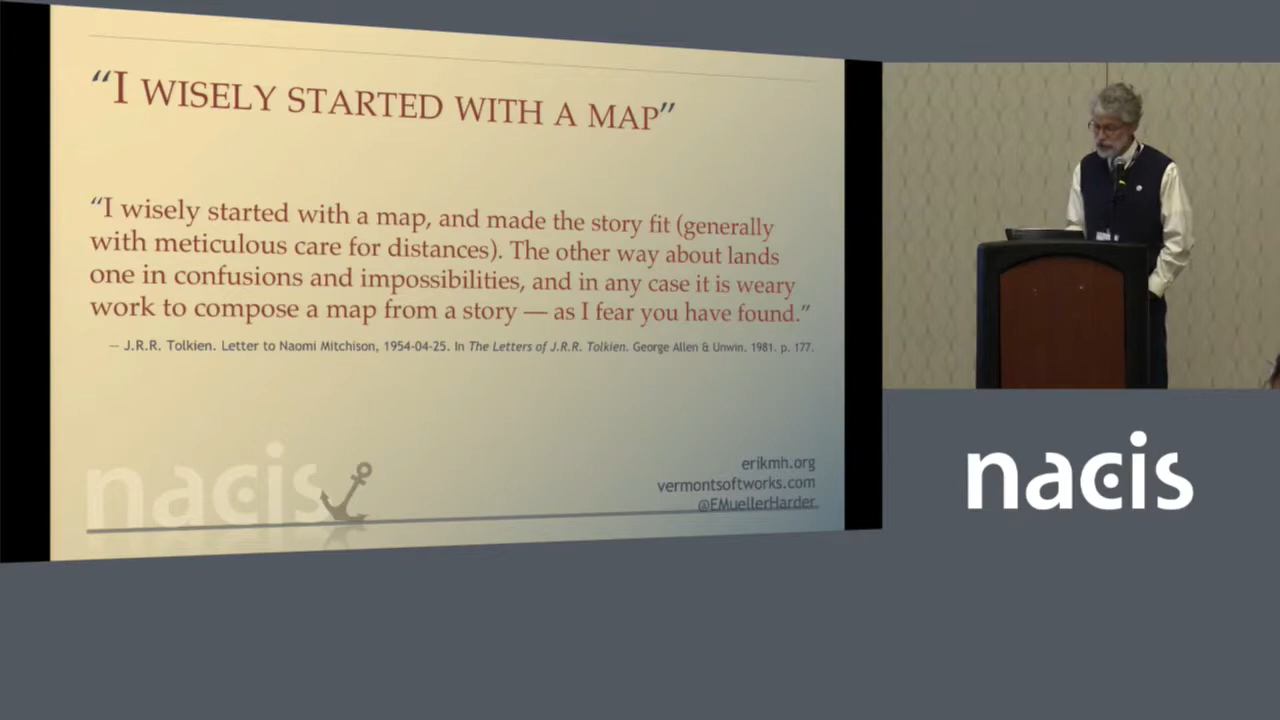 “I WISELY STARTED WITH A MAP”
“I wisely started with a map, and made the story fit (generally
with meticulous care for distances). The other way about lands
one in confusions and impossibilities, and in any case it is weary
work to compose a map from a story — as I fear you have found.”
— J.R.R. Tolkien. Letter to Naomi Mitchison, 1954-04-25. In The Letters of J.R.R. Tolkien. George Allen & Unwin. 1981. p. 177.
nacis
erikmh.org
vermontsoftworks.com
@EMuellerHarder
nacis